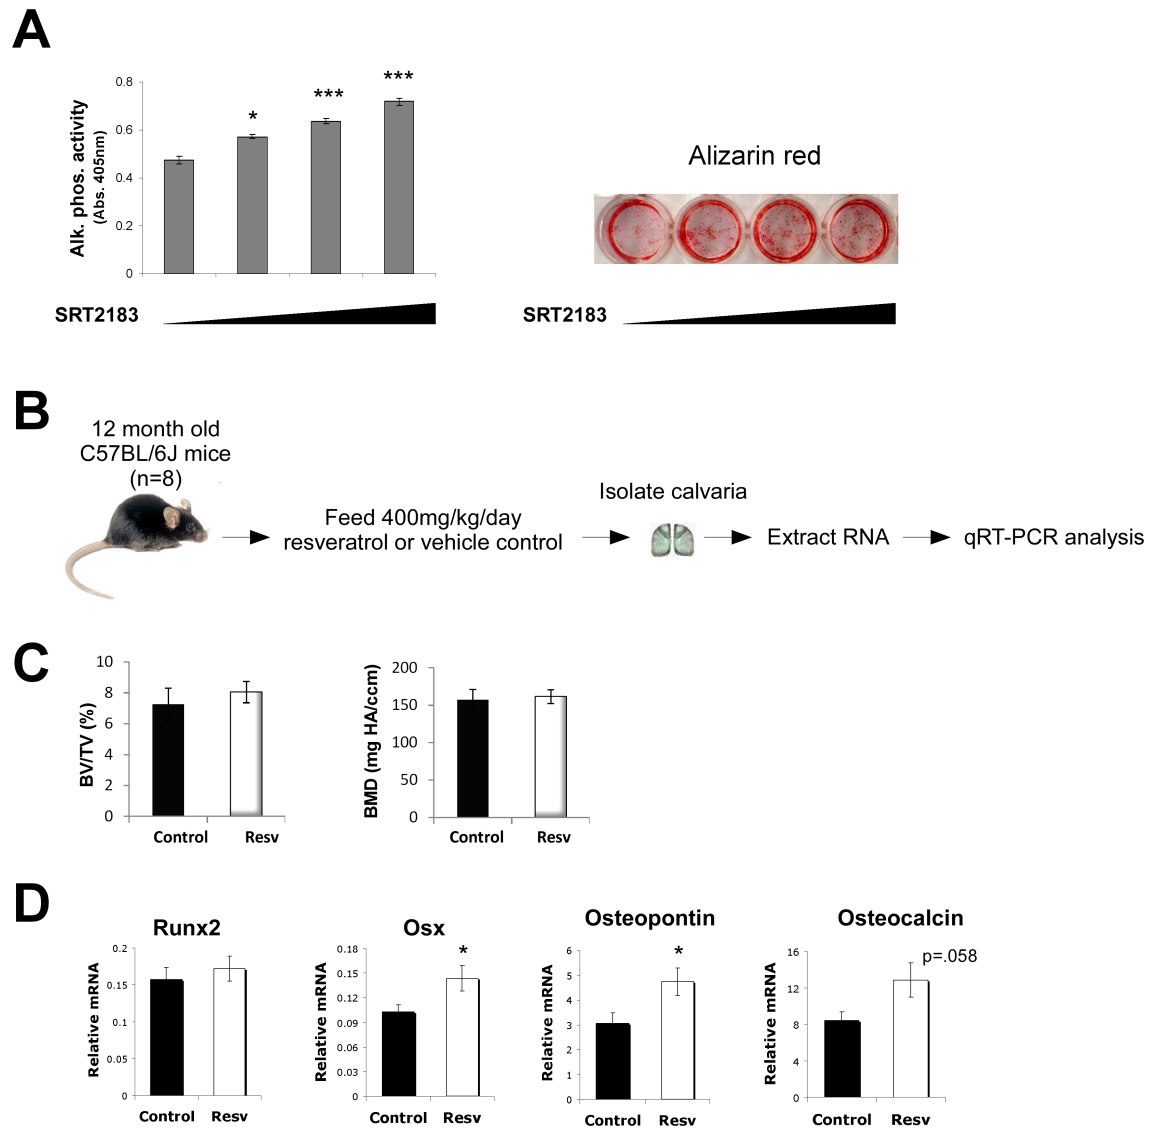 A
Alk. phos. activity
(Abs. 405nm)
0.8
0.6
0.4
0.2
0
*
***
***
SRT2183
Alizarin red
SRT2183
B
12 month old
C57BL/6J mice
(n=8)
Feed 400mg/kg/day
resveratrol or vehicle control
Isolate calvaria
Extract RNA
qRT-PCR analysis
C
BV/TV (%)
10
8
6
4
2
0
Control Resv
BMD (mg HA/ccm)
200
150
100
50
0
Control Resv
D
Runx2
Relative mRNA
0.2
0.15
0.1
0.05
0
Control Resv
Osx
Relative mRNA
0.18
0.15
0.12
0.09
0.06
0.03
0
*
Control Resv
Osteopontin
Relative mRNA
6
5
4
3
2
1
0
*
Control Resv
Osteocalcin
Relative mRNA
16
12
8
4
0
p=.058
Control Resv